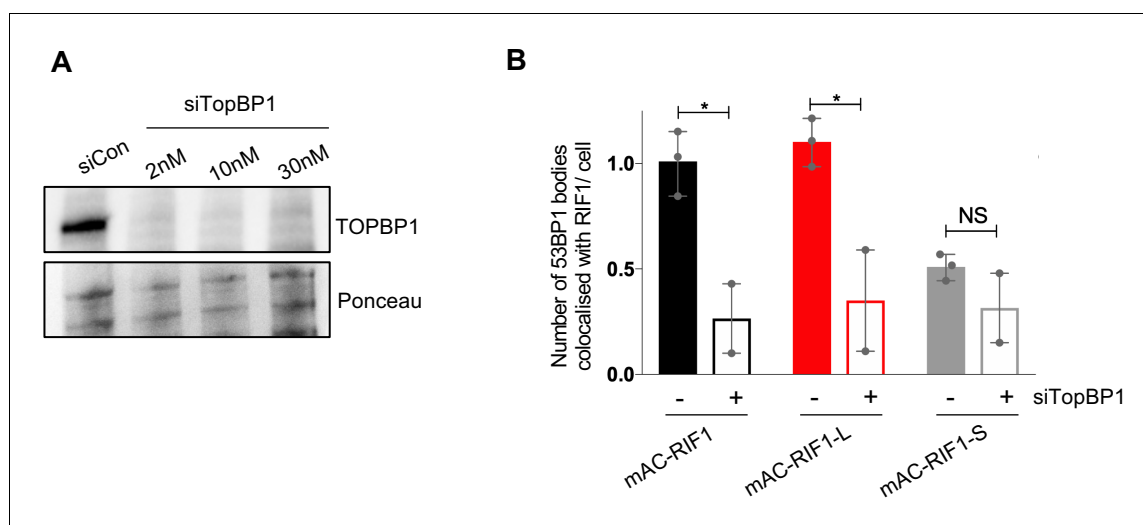 A
siTopBP1
siCon
2nM
10nM
30nM
TOPBP1
Ponceau
B
Number of 53BP1 bodies
colocalised with RIF1/ cell
1.0
0.5
0.0
*
*
NS
- + - + - + siTopBP1
mAC-RIF1
mAC-RIF1-L
mAC-RIF1-S